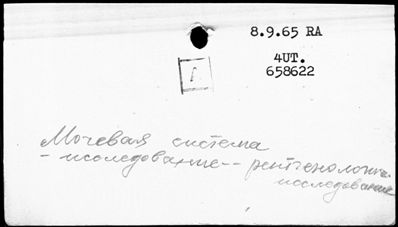 8.9.65 RA
4UT.
658622
Мочевая система
- исследование -- рентгенологич.
исследование